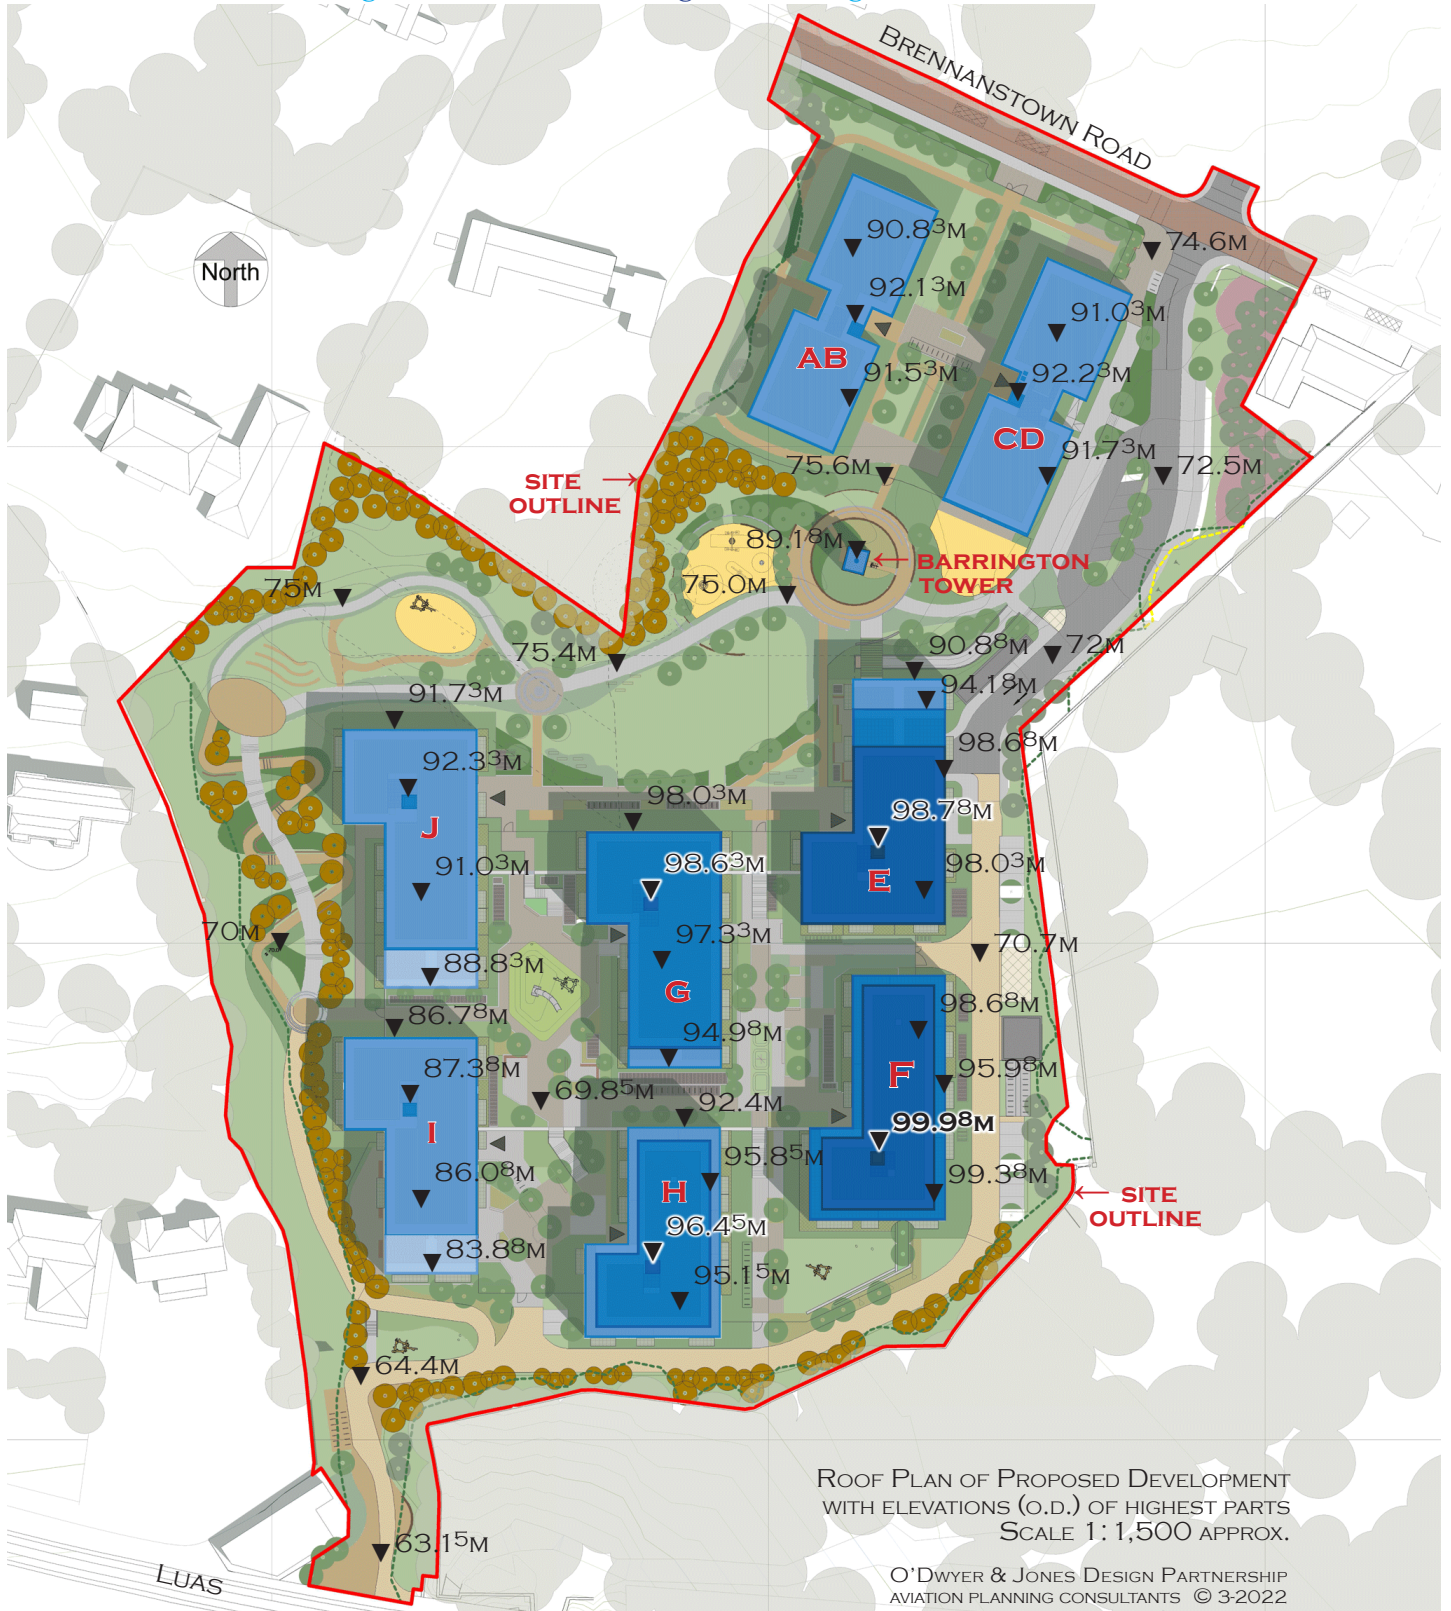 BRENNANSTOWN ROAD
North
90.83M
74.6M
92.13M
91.03M
AB
91.53M
92.23M
CD
91.73M
72.5M
75.6M
SITE
OUTLINE
89.18M
BARRINGTON
TOWER
75M
75.0M
75.4M
90.88M
72M
94.18M
91.73M
98.68M
92.33M
98.03M
J
98.78M
91.03M
98.63M
98.03M
E
70M
97.33M
70.7M
88.83M
G
98.68M
86.78M
94.98M
87.38M
F
95.98M
69.85M
92.4M
I
99.98M
95.85M
86.08M
H
99.38M
SITE
OUTLINE
96.45M
83.88M
95.15M
64.4M
63.15M
LUAS
ROOF PLAN OF PROPOSED DEVELOPMENT
WITH ELEVATIONS (O.D.) OF HIGHEST PARTS
SCALE 1:1,500 APPROX.
O'DWYER & JONES DESIGN PARTNERSHIP
AVIATION PLANNING CONSULTANTS © 3-2022